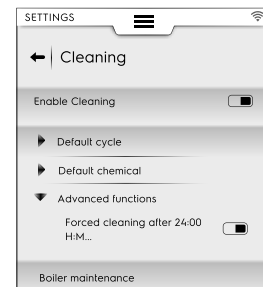 SETTINGS
Cleaning
Enable Cleaning
Default cycle
Default chemical
Advanced functions
Forced cleaning after 24:00
H:M...
Boiler maintenance